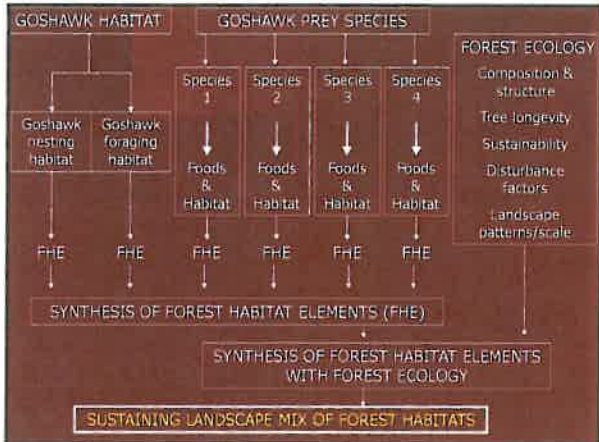 GOSHAWK HABITAT
GOSHAWK PREY SPECIES
FOREST ECOLOGY
Composition &
structure
Tree longevity
Sustainability
Disturbance
factors
Landscape
patterns/scale
Species
1
Species
2
Species
3
Species
4
Goshawk
nesting
habitat
Goshawk
foraging
habitat
Foods
&
Habitat
Foods
&
Habitat
Foods
&
Habitat
Foods
&
Habitat
FHE
FHE
FHE
FHE
FHE
FHE
SYNTHESIS OF FOREST HABITAT ELEMENTS (FHE)
SYNTHESIS OF FOREST HABITAT ELEMENTS
WITH FOREST ECOLOGY
SUSTAINING LANDSCAPE MIX OF FOREST HABITATS